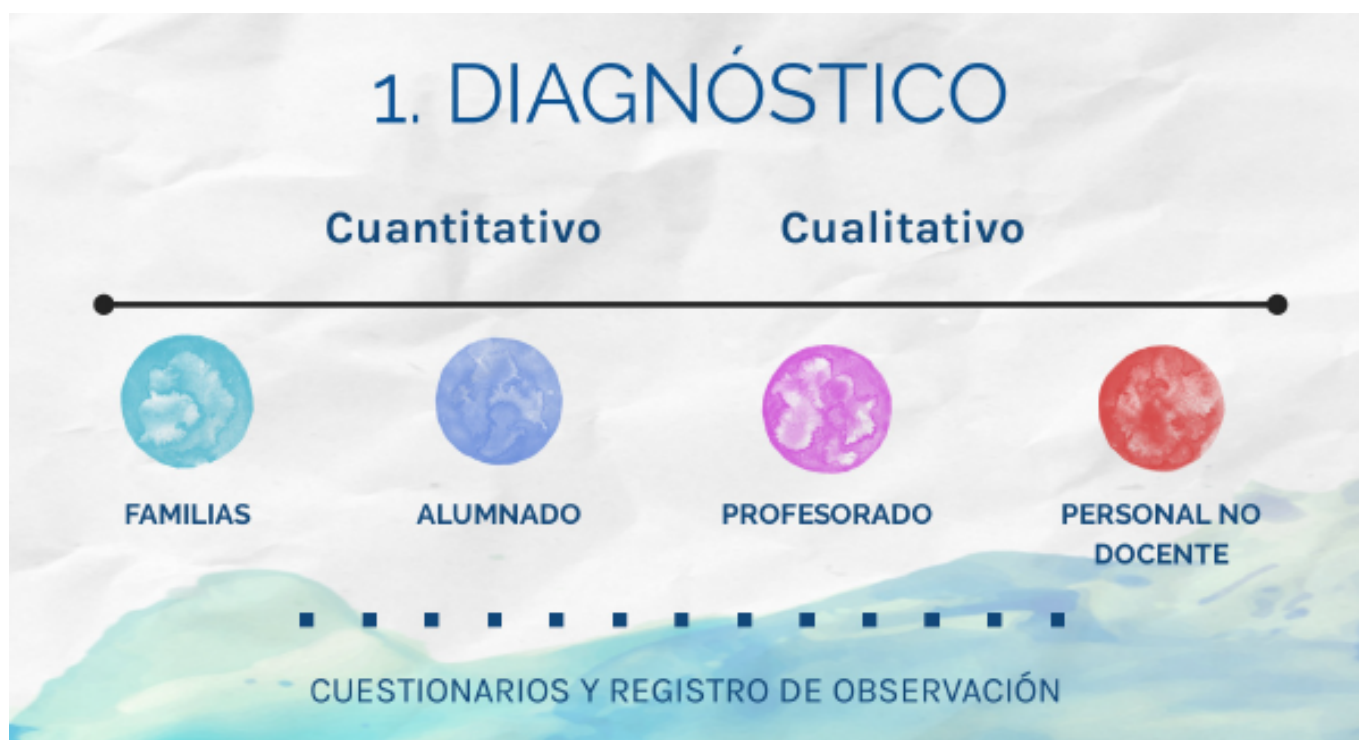 1. DIAGNÓSTICO
Cuantitativo Cualitativo
FAMILIAS ALUMNADO PROFESORADO PERSONAL NO
DOCENTE
CUESTIONARIOS Y REGISTRO DE OBSERVACIÓN